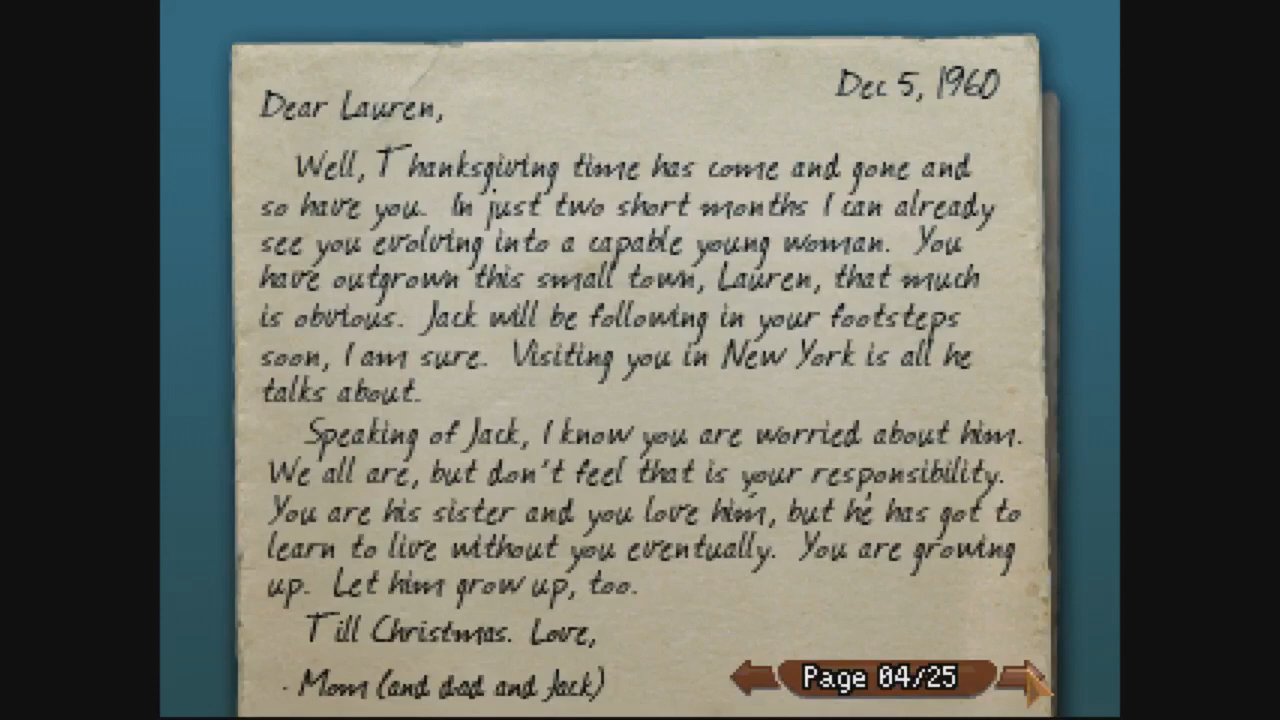 Dec 5, 1960
Dear Lauren,
Well, Thanksgiving time has come and gone and
so have you. In just two short months I can already
see you evolving into a capable young woman. You
have outgrown this small town, Lauren, that much
is obvious. Jack will be following in your footsteps
soon, I am sure. Visiting you in New York is all he
talks about.
Speaking of Jack, I know you are worried about him.
We all are, but don't feel that is your responsibility.
You are his sister and you love him, but he has got to
learn to live without you eventually. You are growing
up. Let him grow up, too.
Till Christmas. Love,
- Mom (and dad and Jack)
Page 04/25